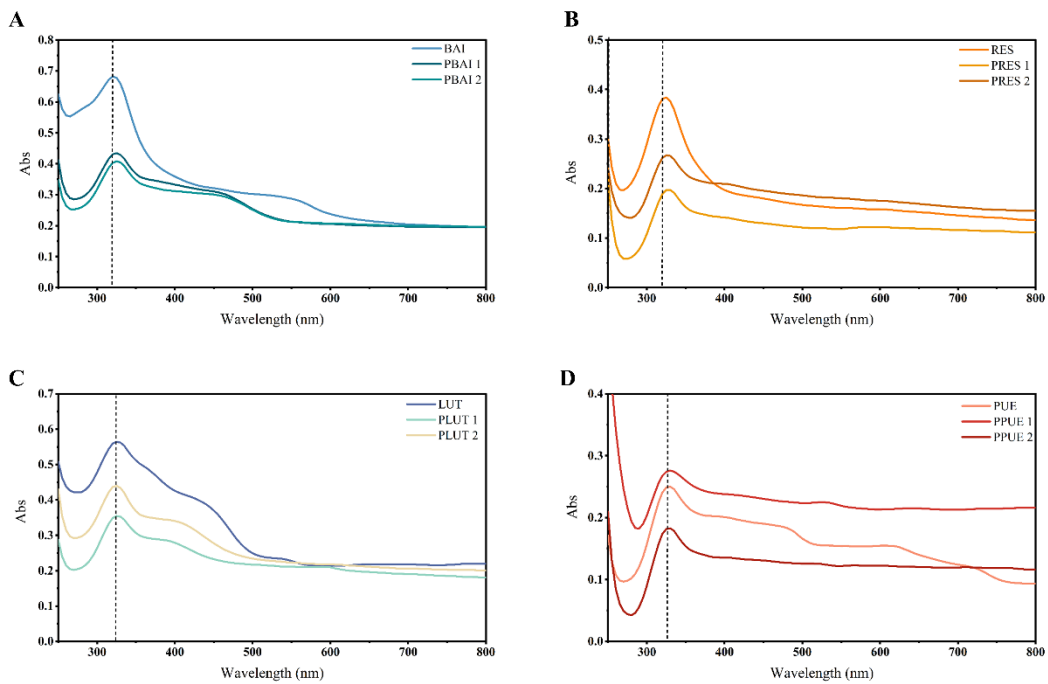 A
0.8
0.7
0.6
0.5
0.4
0.3
0.2
0.1
0.0
Abs
300 400 500 600 700 800
Wavelength (nm)
BAI
PBAI 1
PBAI 2
B
0.5
0.4
0.3
0.2
0.1
0.0
Abs
300 400 500 600 700 800
Wavelength (nm)
RES
PRES 1
PRES 2
C
0.7
0.6
0.5
0.4
0.3
0.2
0.1
0.0
Abs
300 400 500 600 700 800
Wavelength (nm)
LUT
PLUT 1
PLUT 2
D
0.4
0.3
0.2
0.1
0.0
Abs
300 400 500 600 700 800
Wavelength (nm)
PUE
PPUE 1
PPUE 2